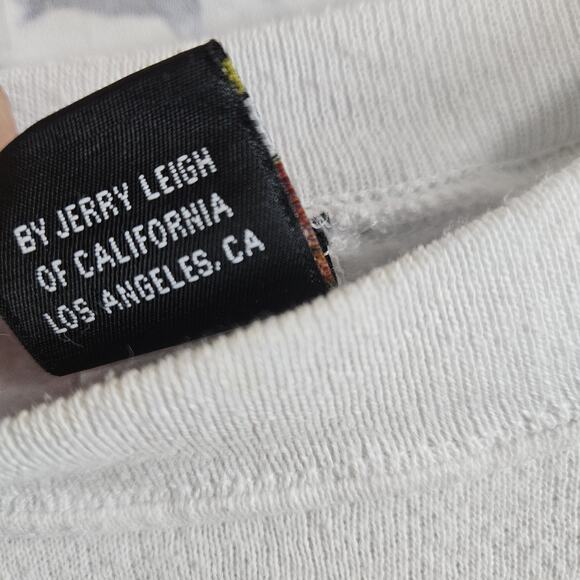 BY JERRY LEIGH
OF CALIFORNIA
LOS ANGELES, CA